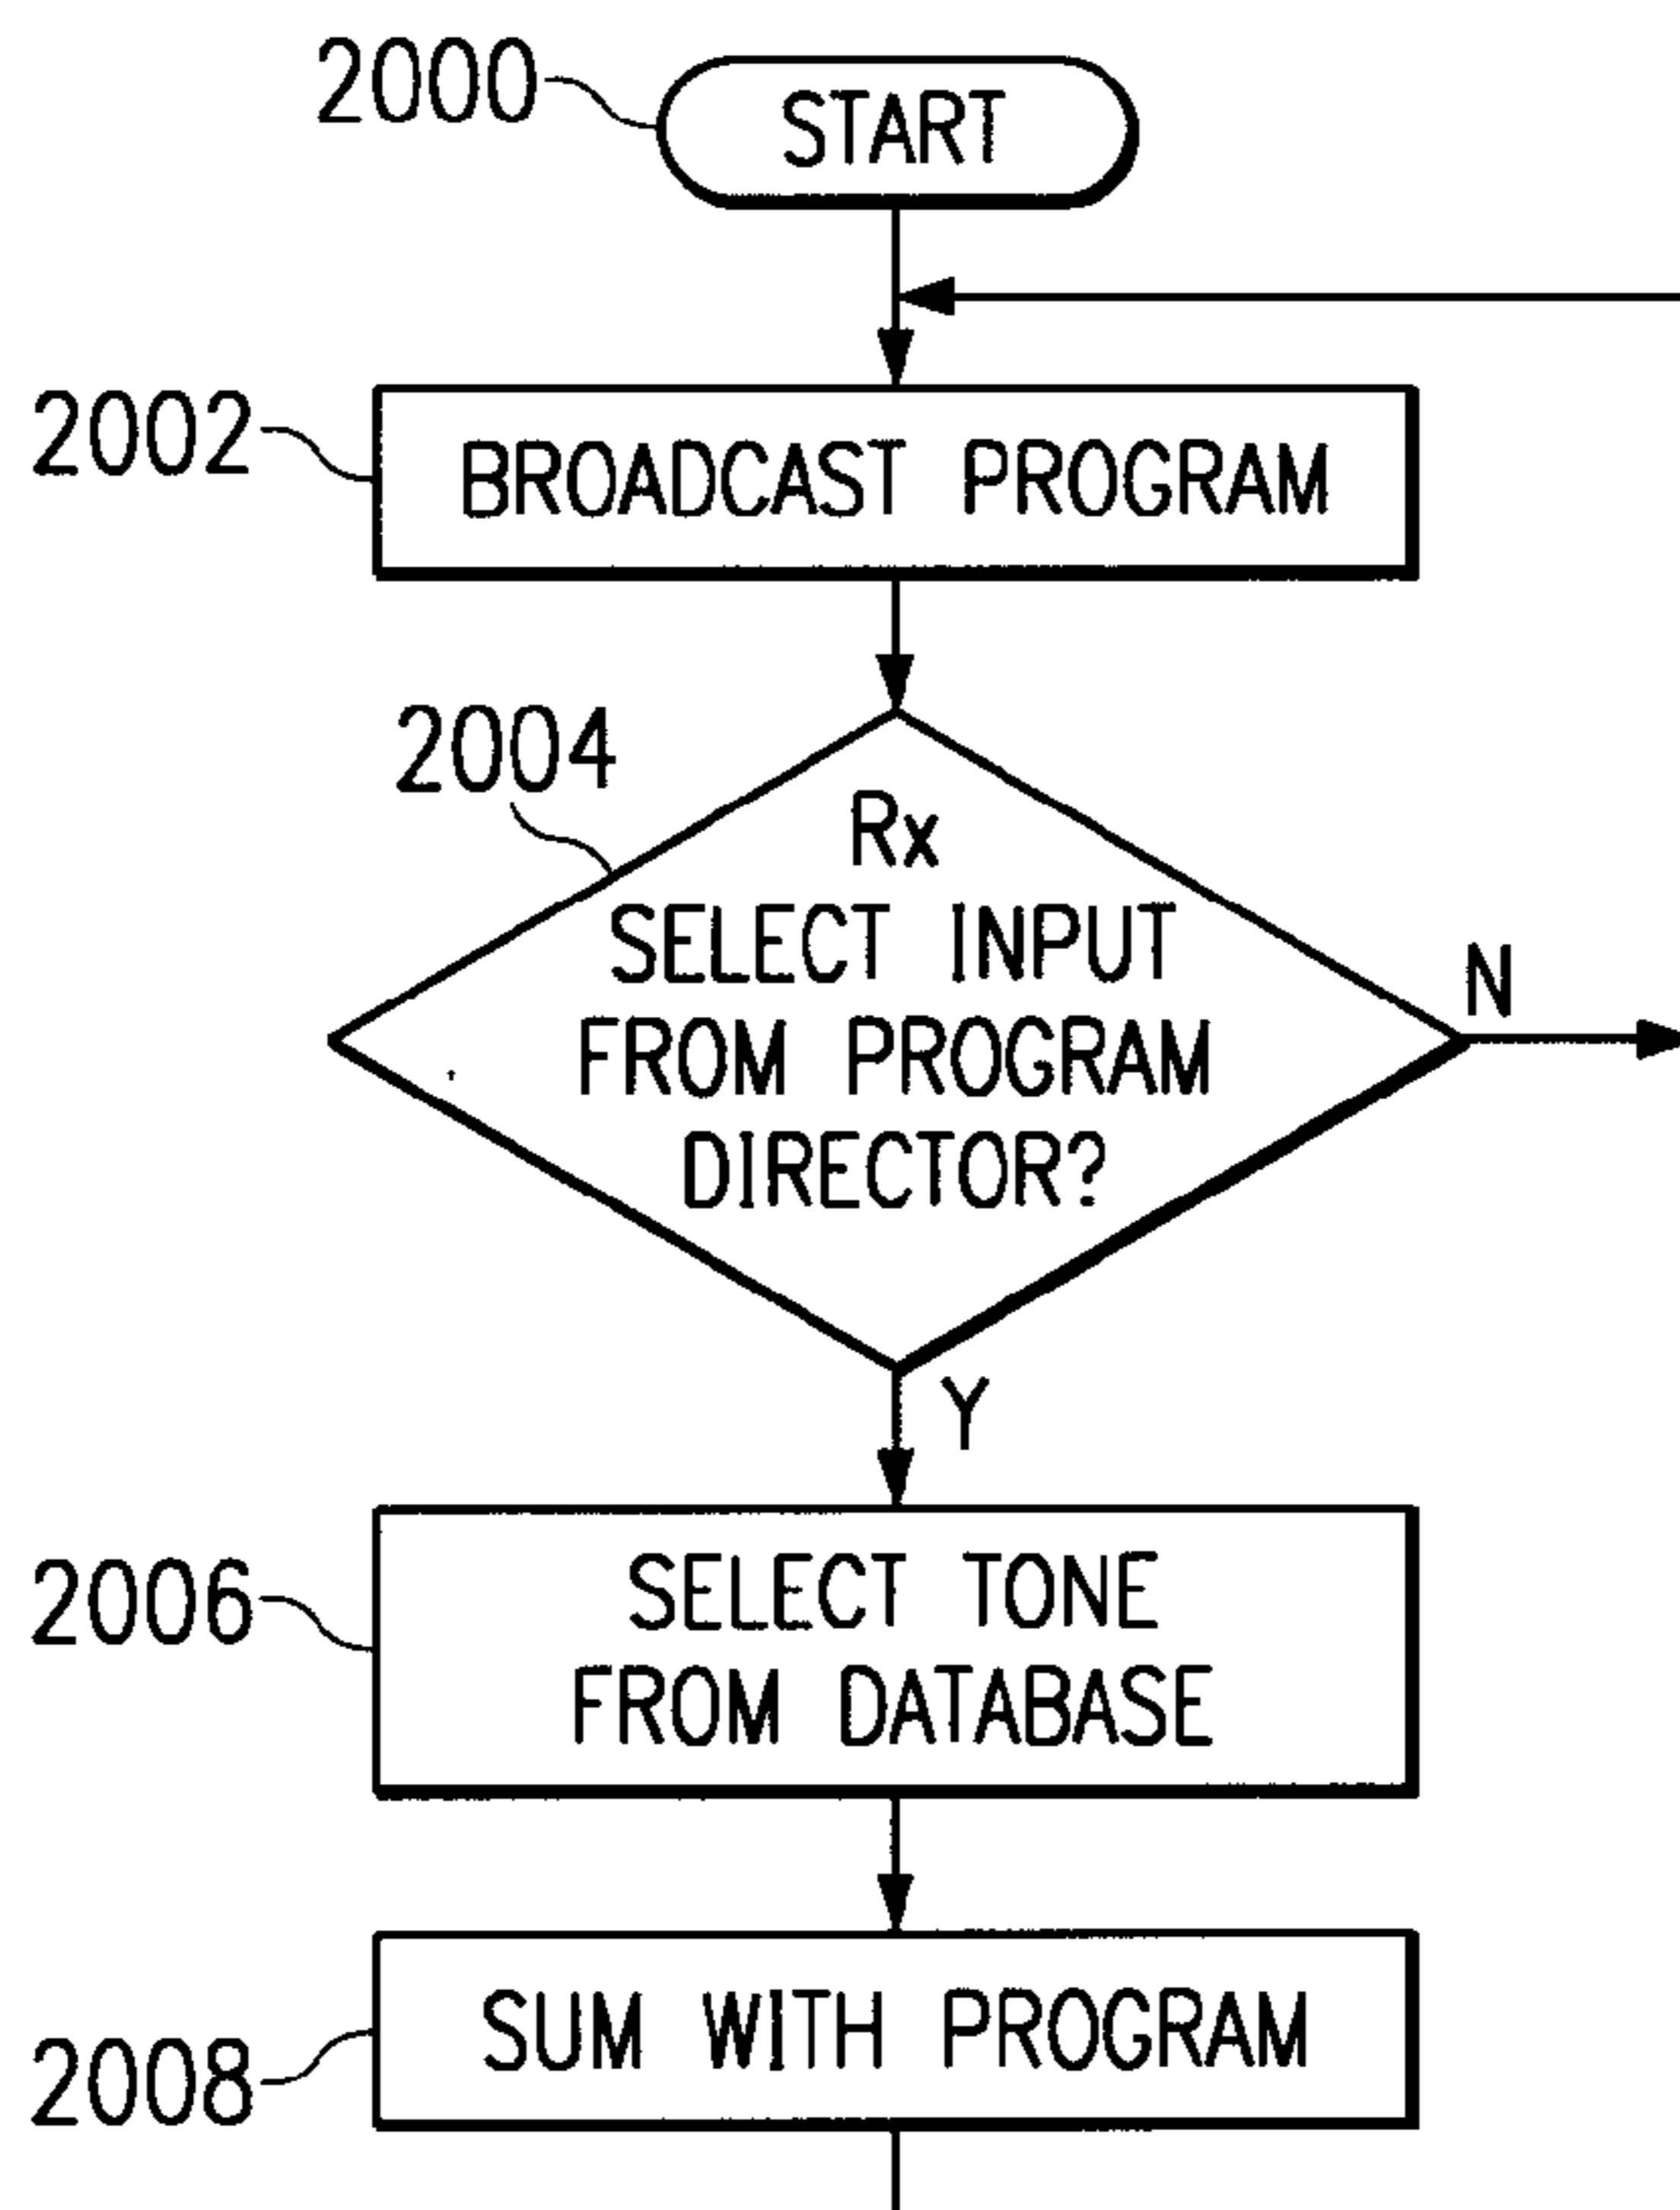 2000
START
2002
BROADCAST PROGRAM
2004
Rx
SELECT INPUT
FROM PROGRAM
DIRECTOR?
N
Y
2006
SELECT TONE
FROM DATABASE
2008
SUM WITH PROGRAM